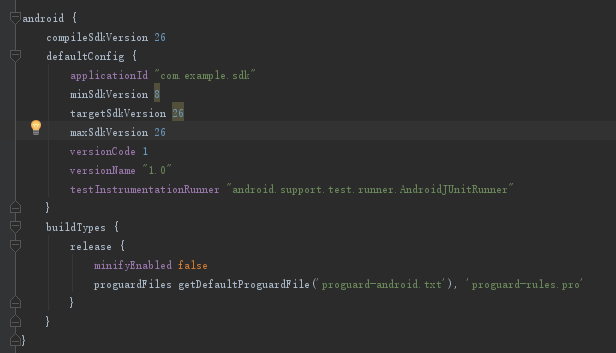 android {
    compileSdkVersion 26
    defaultConfig {
        applicationId "com.example.sdk"
        minSdkVersion 8
        targetSdkVersion 26
        maxSdkVersion 26
        versionCode 1
        versionName "1.0"
        testInstrumentationRunner "android.support.test.runner.AndroidJUnitRunner"
    }
    buildTypes {
        release {
            minifyEnabled false
            proguardFiles getDefaultProguardFile('proguard-android.txt'), 'proguard-rules.pro'
        }
    }
}